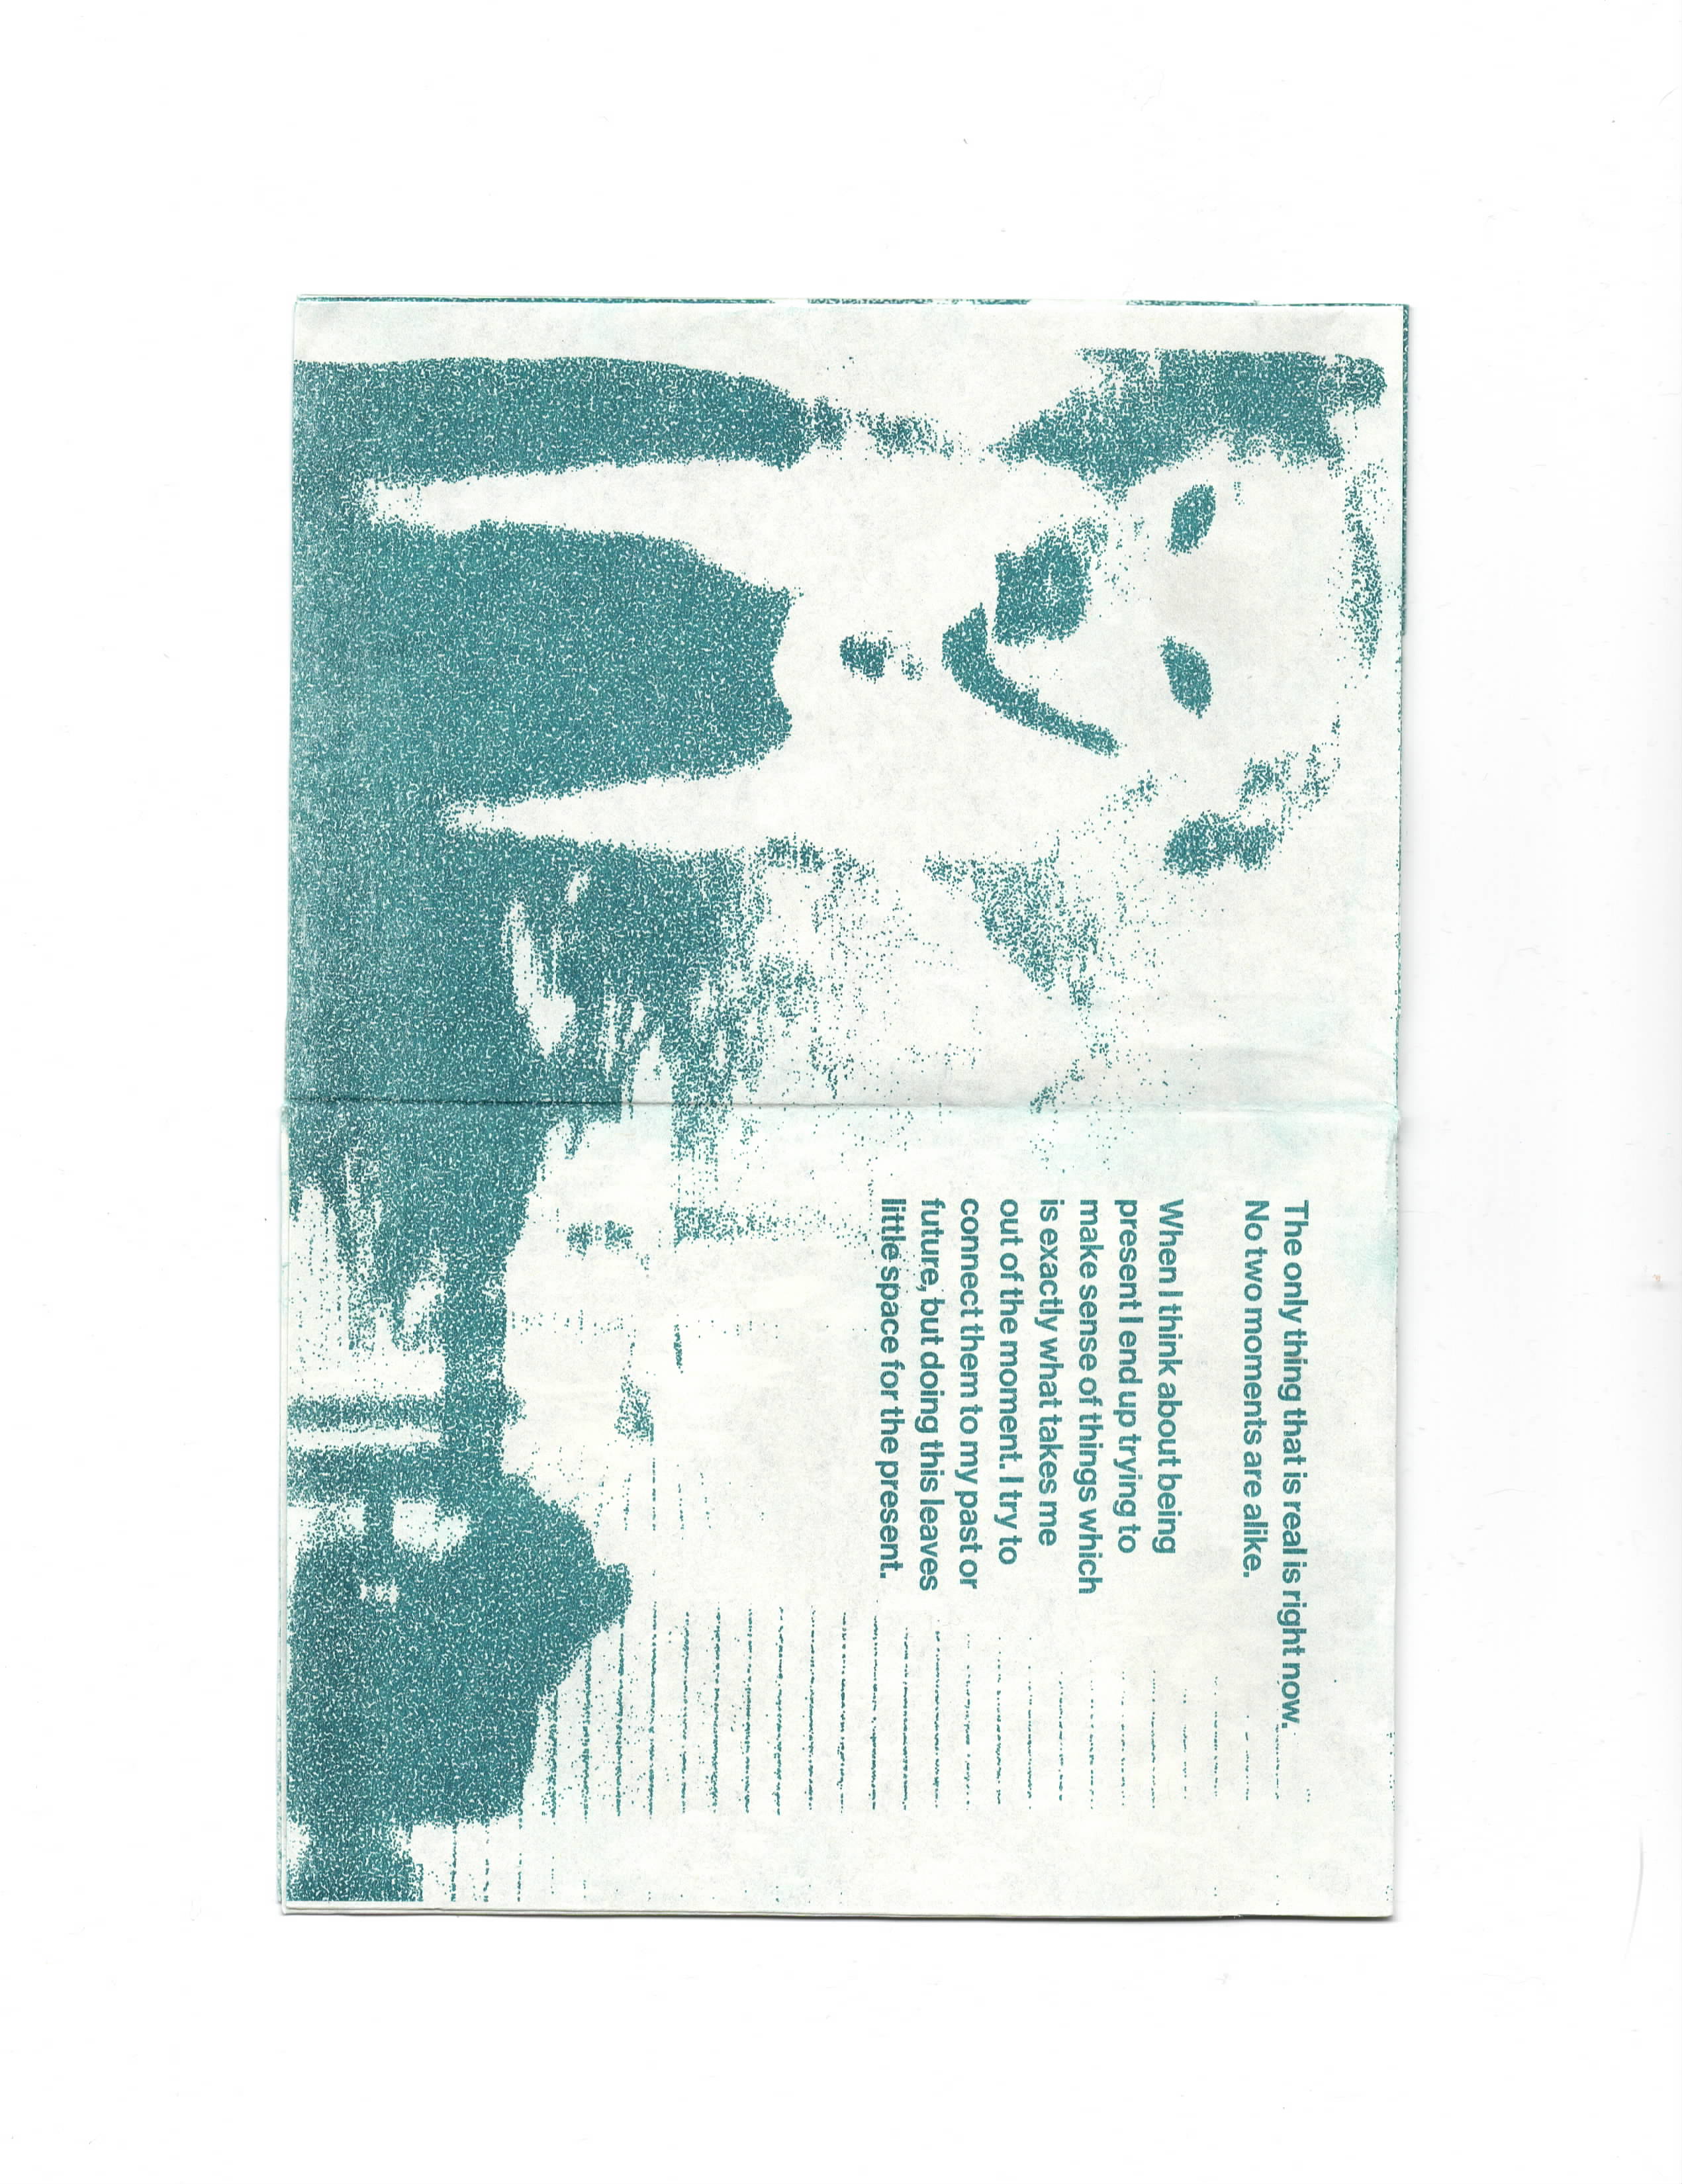 The only thing that is real is right now.
No two moments are alike.
When I think about being
present I end up trying to
make sense of things which
is exactly what takes me
out of the moment. I try to
connect them to my past or
future, but doing this leaves
little space for the present.